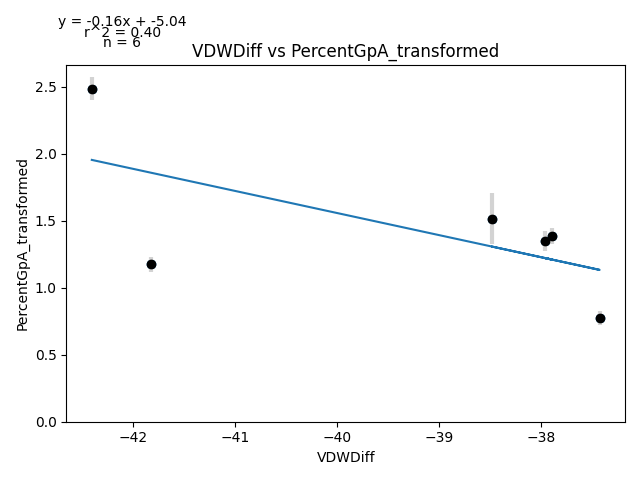 y = -0.16x + -5.04
r^2 = 0.40
n = 6
VDWDiff vs PercentGpA_transformed
PercentGpA_transformed
2.5
2.0
1.5
1.0
0.5
0.0
−42
−41
−40
−39
−38
VDWDiff